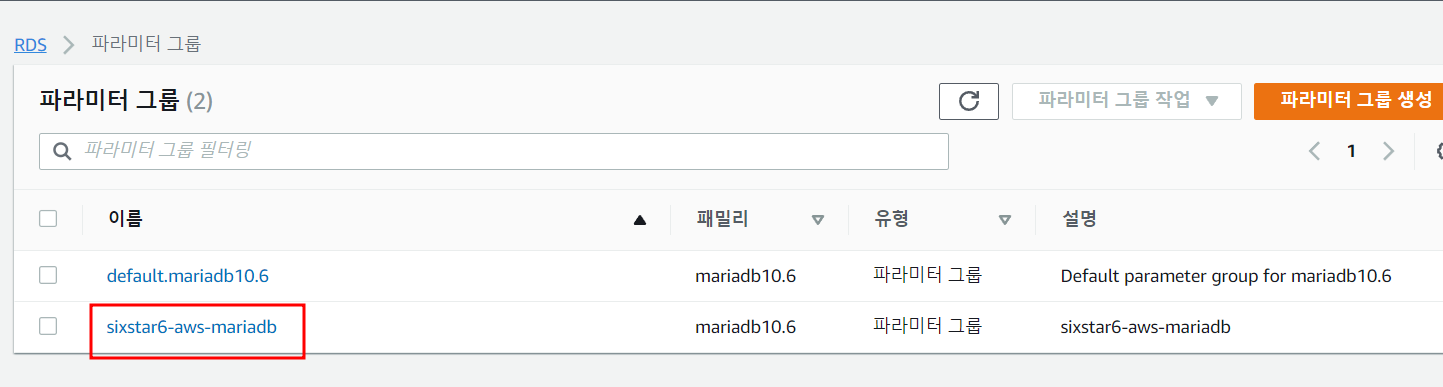 RDS 파라미터 그룹
파라미터 그룹 (2)
파라미터 그룹 작업
파라미터 그룹 생성
파라미터 그룹 필터링
1
이름 패밀리 유형 설명
default.mariadb10.6 mariadb10.6 파라미터 그룹 Default parameter group for mariadb10.6
sixstar6-aws-mariadb mariadb10.6 파라미터 그룹 sixstar6-aws-mariadb